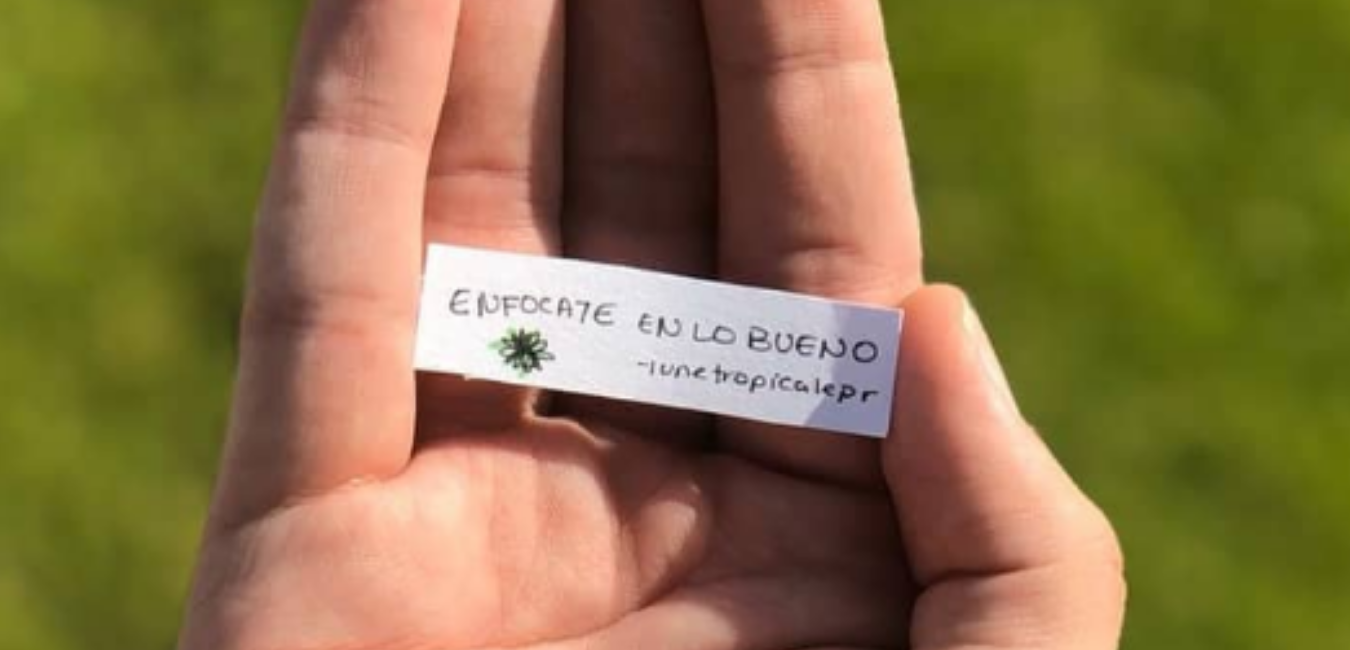 ENFOCATE EN LO BUENO
-lunetropicalepr